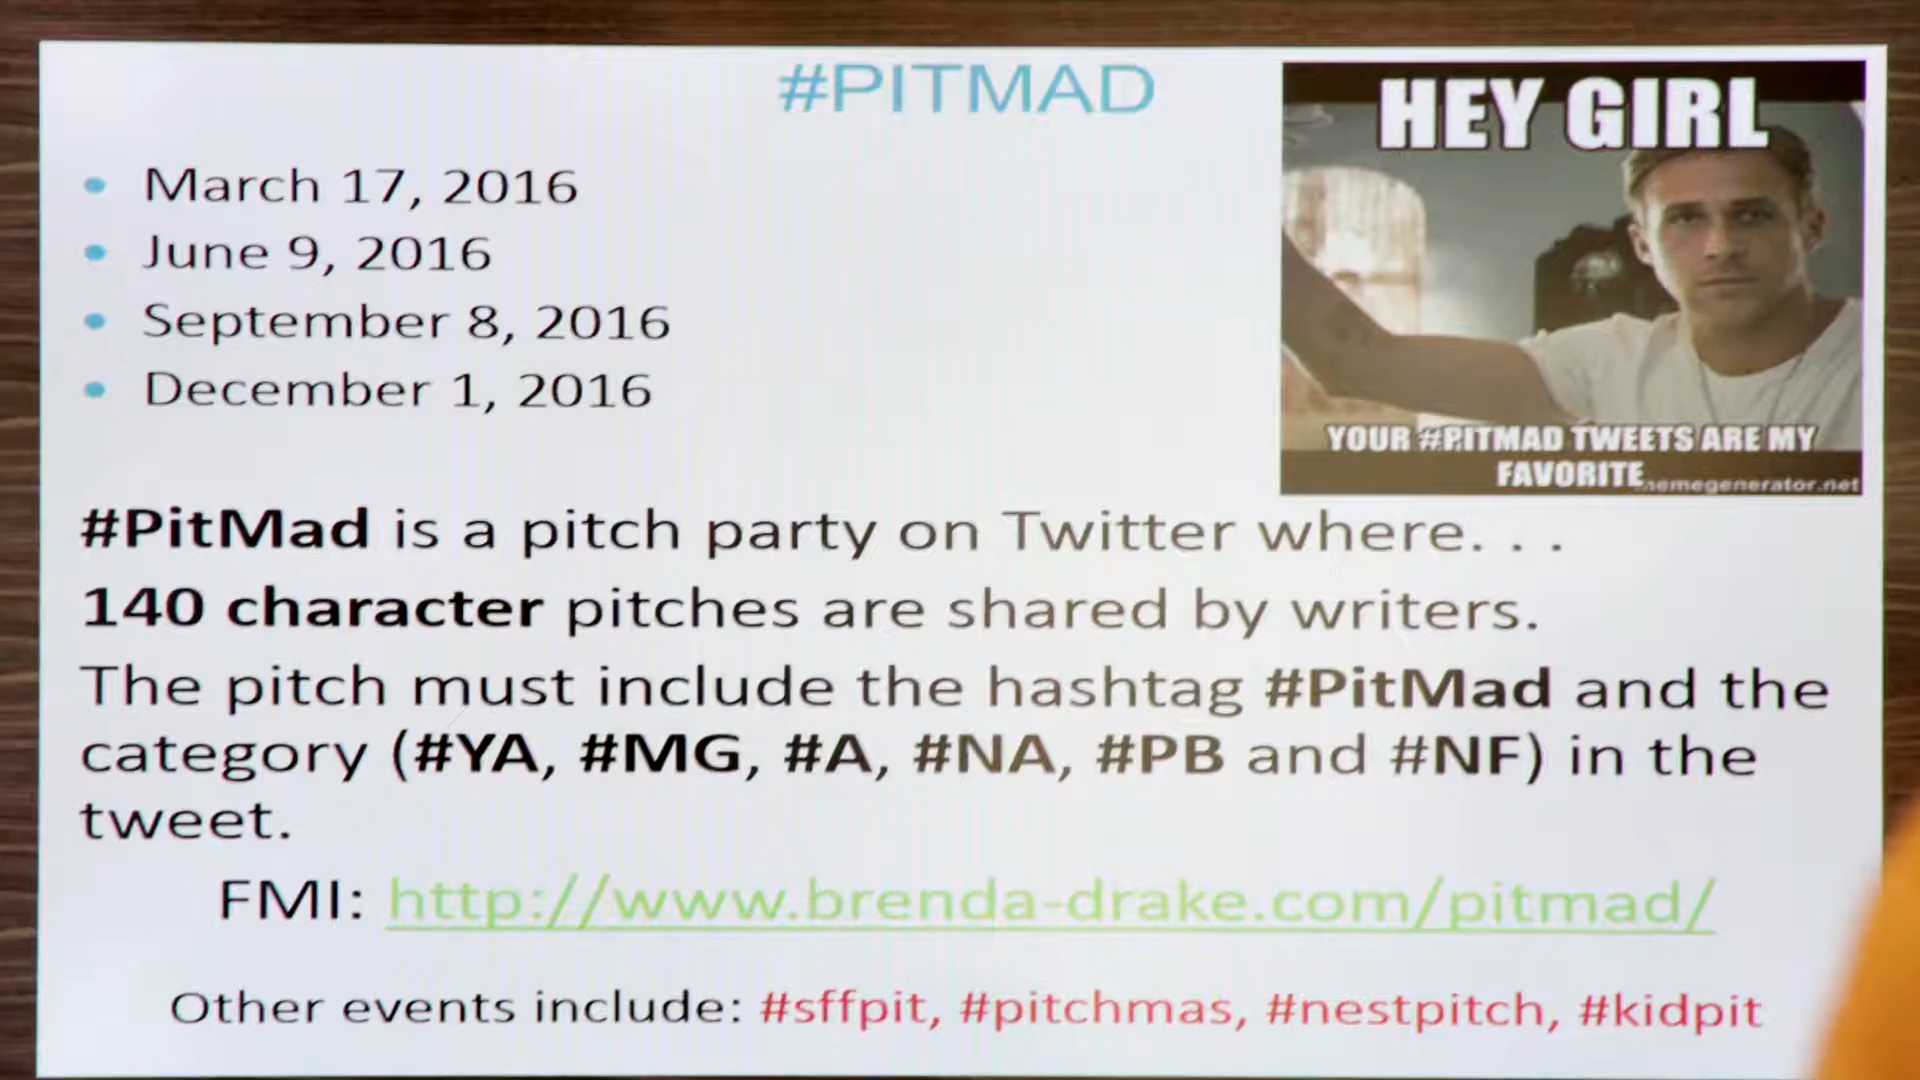 #PITMAD
HEY GIRL
YOUR #PITMAD TWEETS ARE MY
FAVORITE
memegenerator.net
• March 17, 2016
• June 9, 2016
• September 8, 2016
• December 1, 2016
#PitMad is a pitch party on Twitter where. . .
140 character pitches are shared by writers.
The pitch must include the hashtag #PitMad and the
category (#YA, #MG, #A, #NA, #PB and #NF) in the
tweet.
FMI: http://www.brenda-drake.com/pitmad/
Other events include: #sffpit, #pitchmas, #nestpitch, #kidpit